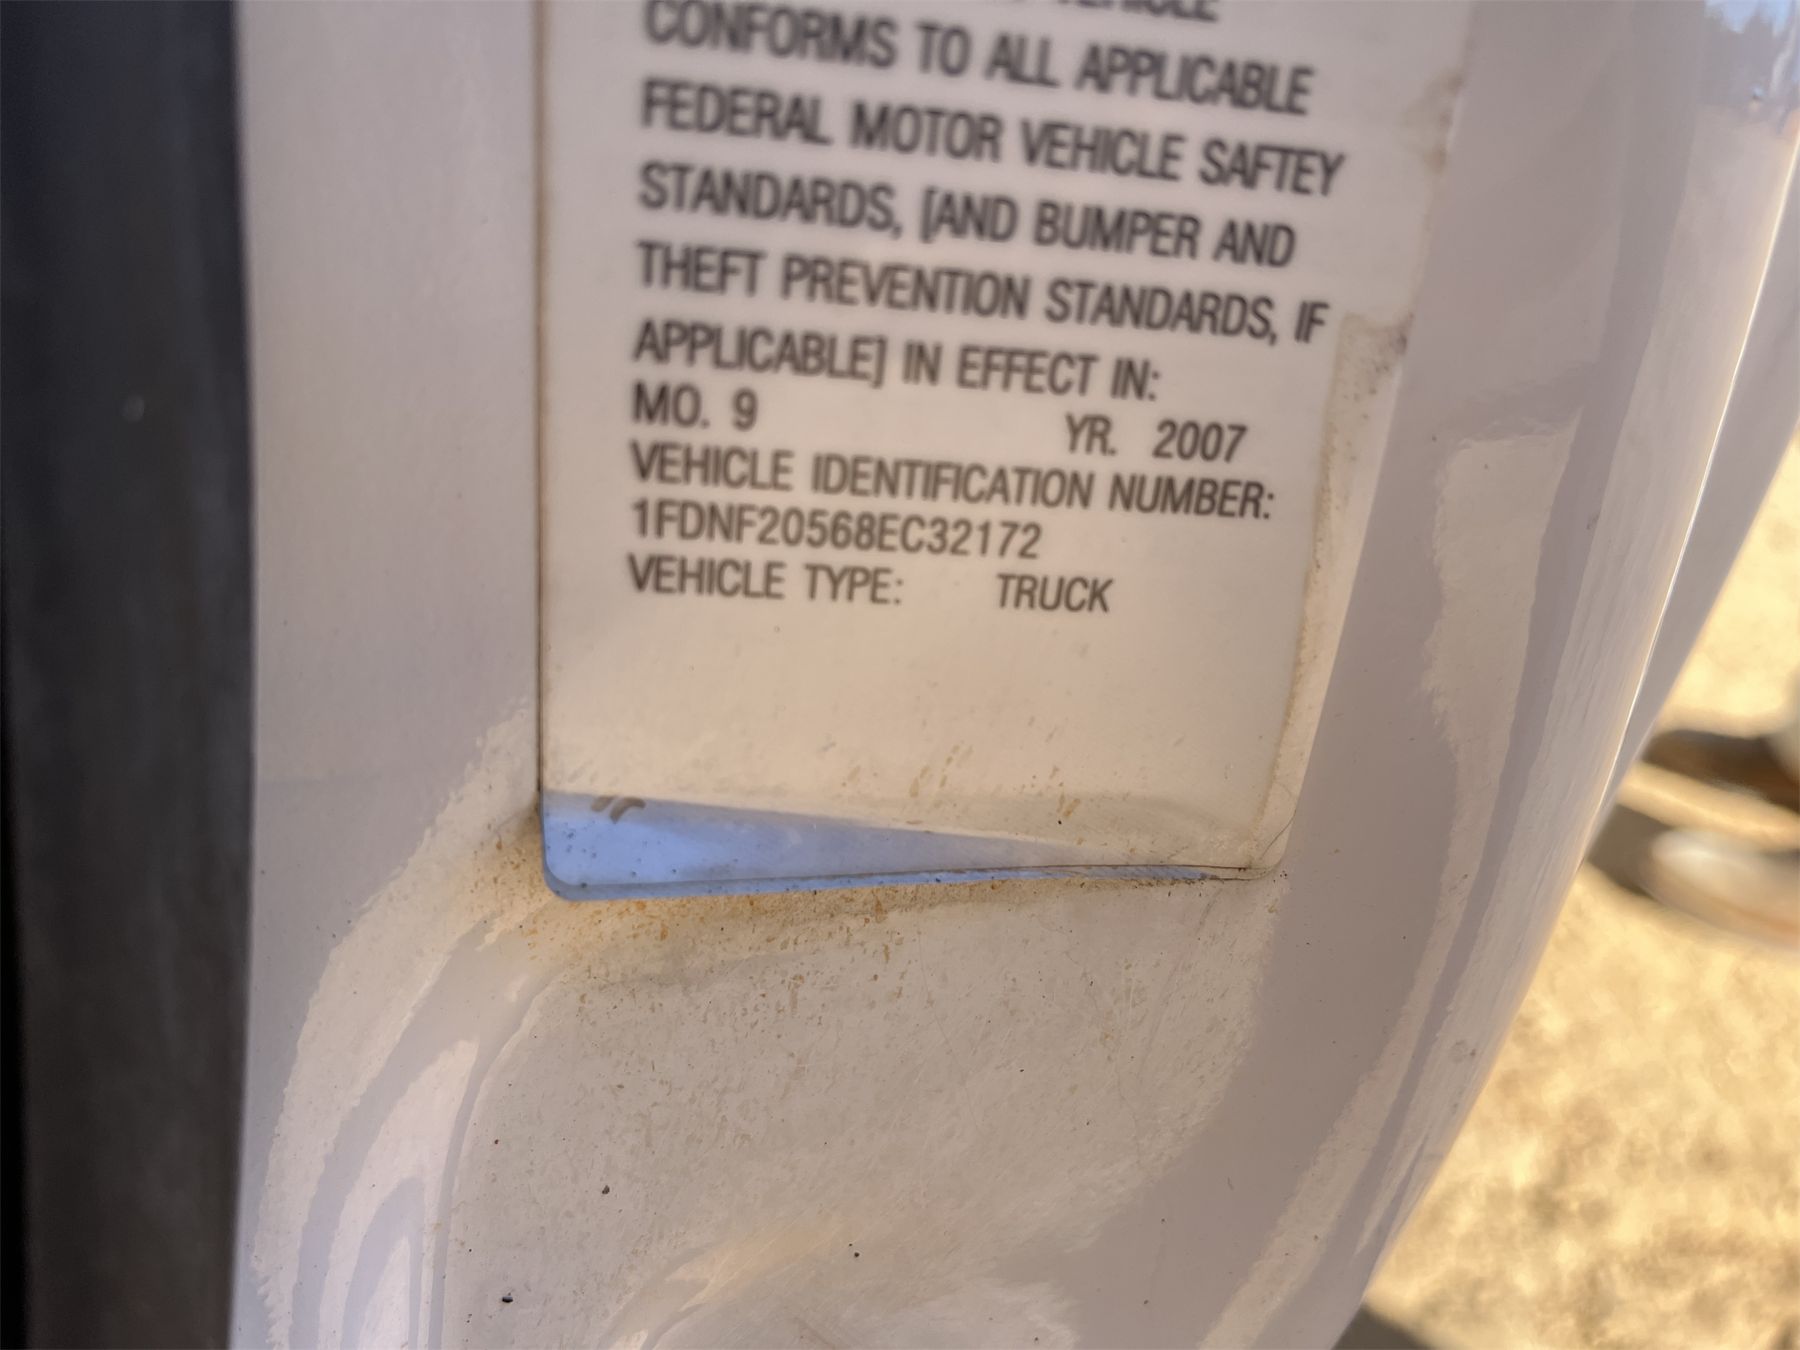 VEHICLE
CONFORMS TO ALL APPLICABLE
FEDERAL MOTOR VEHICLE SAFTEY
STANDARDS, [AND BUMPER AND
THEFT PREVENTION STANDARDS, IF
APPLICABLE] IN EFFECT IN:
MO. 9 YR. 2007
VEHICLE IDENTIFICATION NUMBER:
1FDNF20568EC32172
VEHICLE TYPE: TRUCK